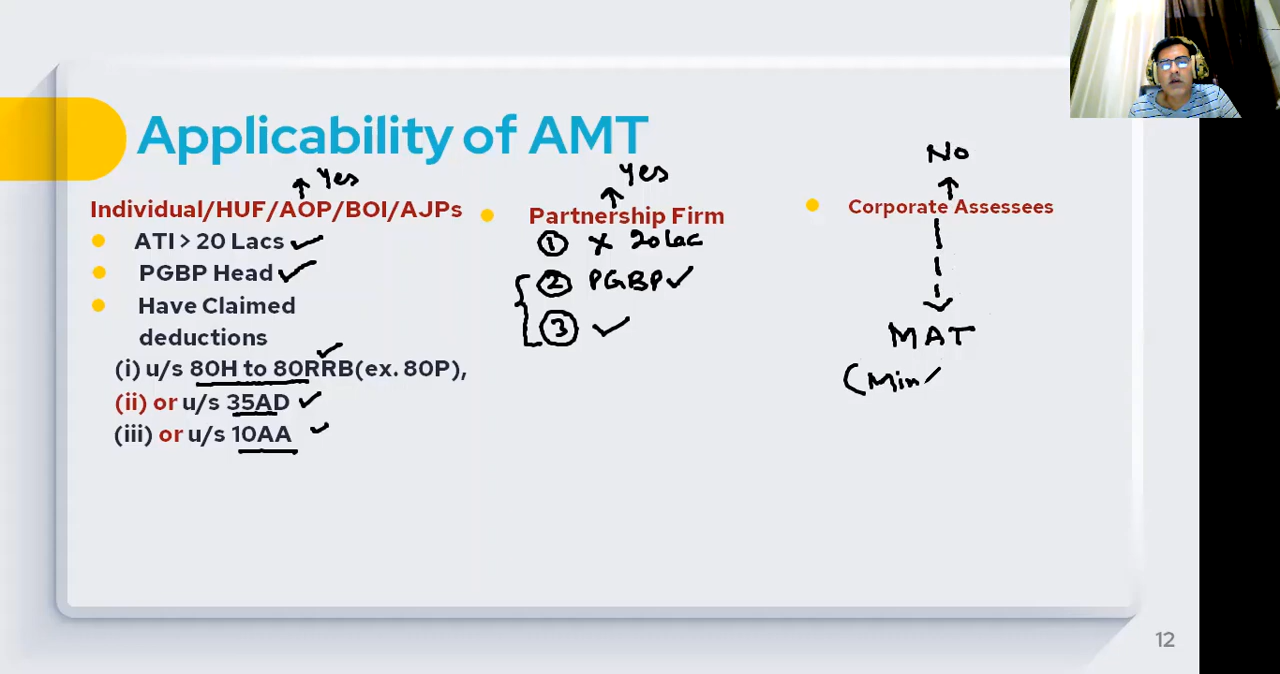 Applicability of AMT
Yes
Individual/HUF/AOP/BOI/AJPs
ATI > 20 Lacs
PGBP Head
Have Claimed
deductions
(i) u/s 80H to 80RRB(ex. 80P),
(ii) or u/s 35AD
(iii) or u/s 10AA
Yes
Partnership Firm
① × 20 Lac
② PGBP
③
No
Corporate Assessees
MAT
(Min
12